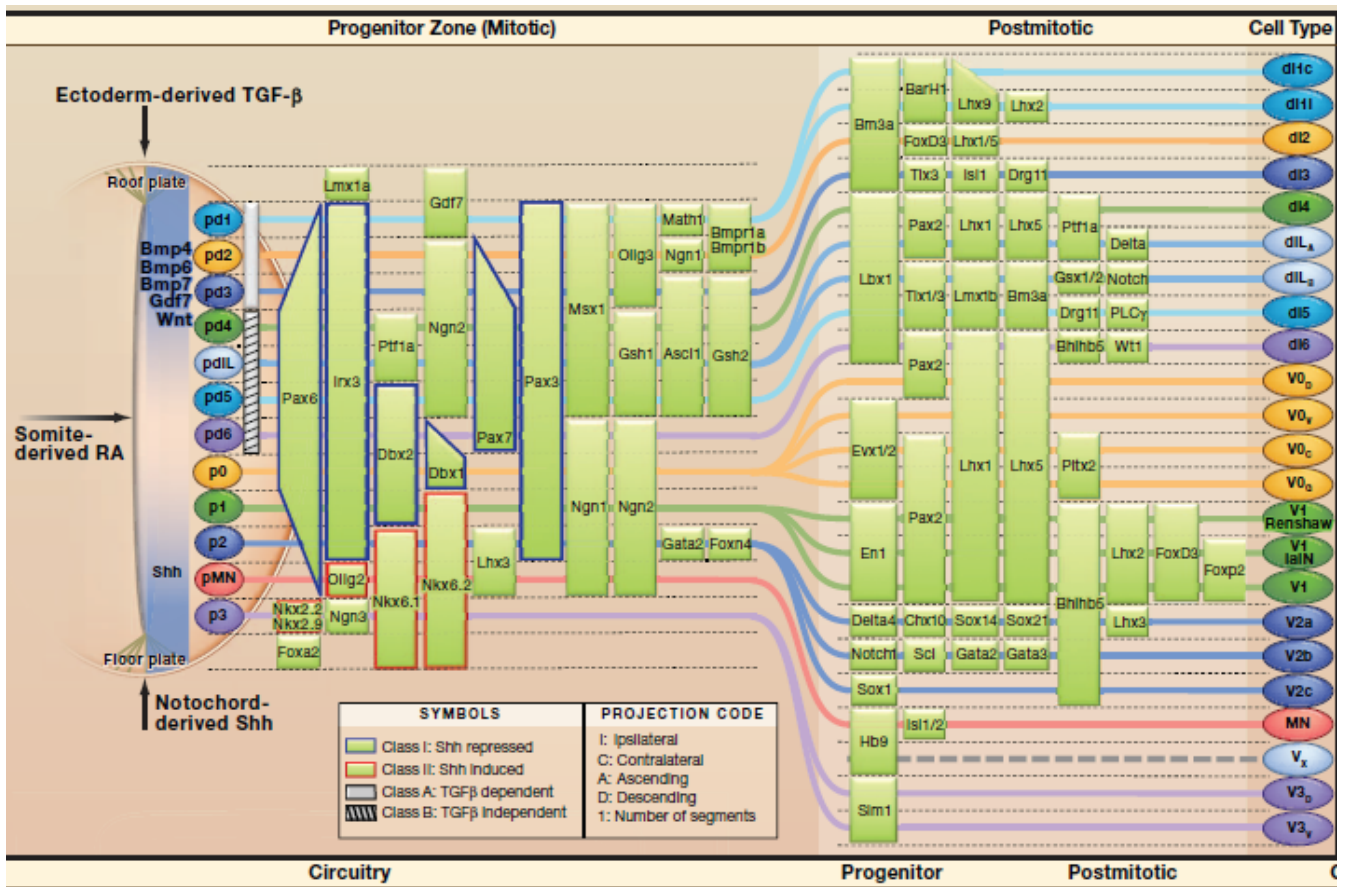 Progenitor Zone (Mitotic)
Postmitotic
Cell Type
Ectoderm-derived TGF-β
Roof plate
Bmp4
Bmp6
Bmp7
Gdf7
Wnt
Somite-
derived RA
Shh
Floor plate
Notochord-
derived Shh
pd1
pd2
pd3
pd4
pdIL
pd5
pd6
p0
p1
p2
pMN
p3
Pax6
Nkx2.2
Nkx2.9
Foxa2
Lmx1a
Irx3
Olig2
Ngn3
Ptf1a
Dbx2
Nkx6.1
Gdf7
Ngn2
Dbx1
Nkx6.2
Pax7
Lhx3
Pax3
Msx1
Ngn1
Olig3
Gsh1
Ngn2
Math1
Ngn1
Ascl1
Gata2
Bmpr1a
Bmpr1b
Gsh2
Foxn4
Brn3a
BarH1
Lhx9
Lhx2
FoxD3
Lhx1/5
Tlx3
Isl1
Drg11
Lbx1
Pax2
Lhx1
Lhx5
Ptf1a
Delta
Tlx1/3
Lmx1b
Brn3a
Gsx1/2
Notch
Drg11
PLCγ
Pax2
Bhlhb5
Wt1
Evx1/2
Lhx1
Lhx5
Pitx2
Pax2
En1
Lhx2
FoxD3
Foxp2
Bhlhb5
Delta4
Chx10
Sox14
Sox21
Lhx3
Notch1
Scl
Gata2
Gata3
Sox1
Hb9
Isl1/2
Sim1
dI1c
dI1i
dI2
dI3
dI4
dILA
dILB
dI5
dI6
V0D
V0V
V0C
V0G
V1
Renshaw
V1
IaIN
V1
V2a
V2b
V2c
MN
VX
V3D
V3V
SYMBOLS
Class I: Shh repressed
Class II: Shh Induced
Class A: TGFβ dependent
Class B: TGFβ Independent
PROJECTION CODE
I: Ipsilateral
C: Contralateral
A: Ascending
D: Descending
1: Number of segments
Circuitry
Progenitor
Postmitotic